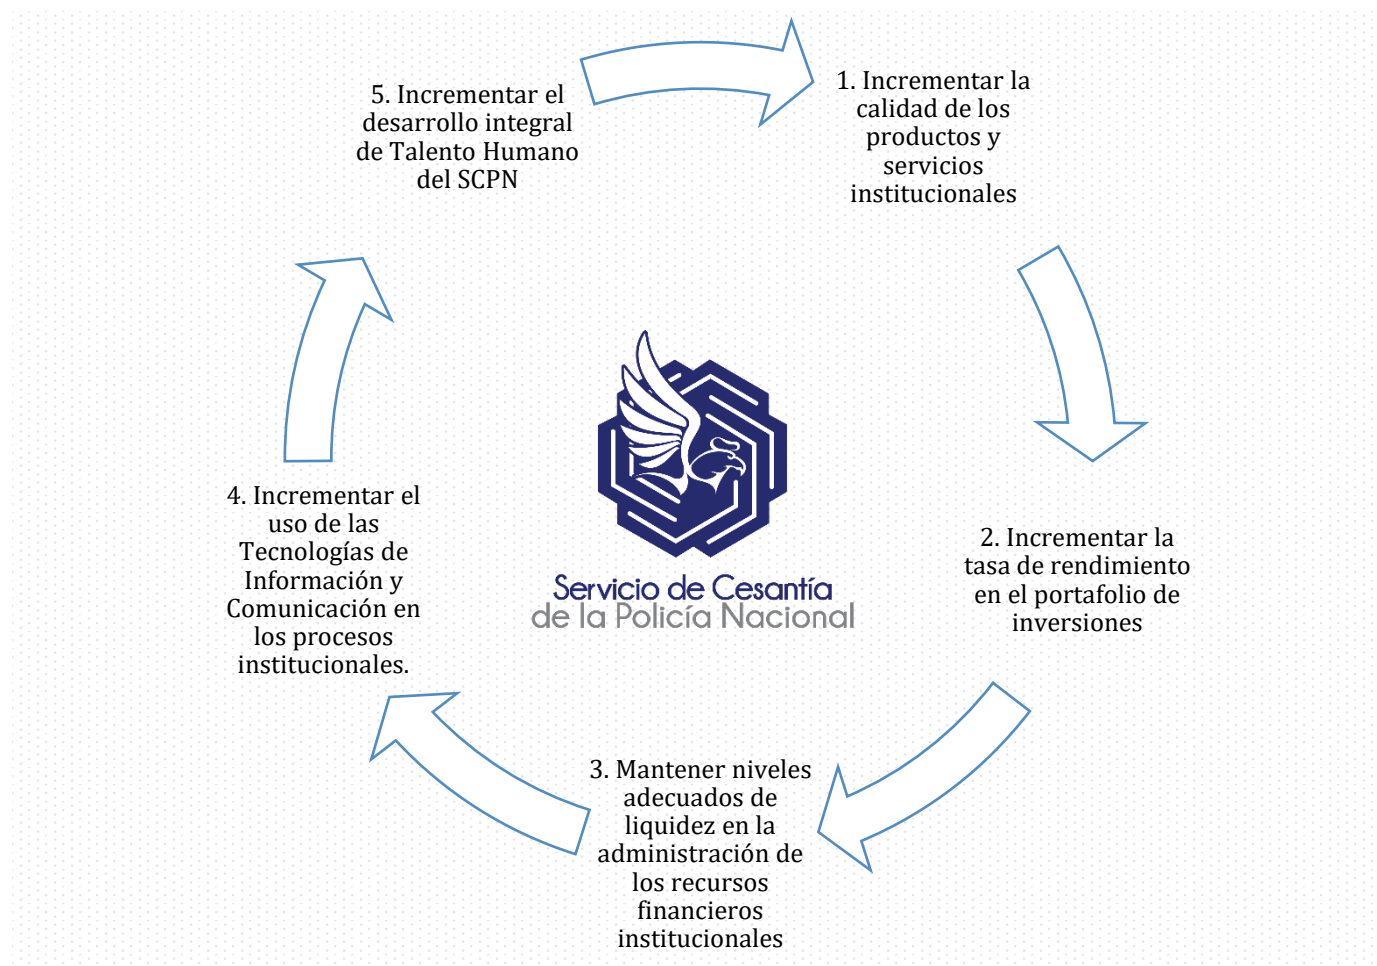 1. Incrementar la
calidad de los
productos y
servicios
institucionales
2. Incrementar la
tasa de rendimiento
en el portafolio de
inversiones
3. Mantener niveles
adecuados de
liquidez en la
administración de
los recursos
financieros
institucionales
4. Incrementar el
uso de las
Tecnologías de
Información y
Comunicación en
los procesos
institucionales.
5. Incrementar el
desarrollo integral
de Talento Humano
del SCPN
Servicio de Cesantía
de la Policía Nacional